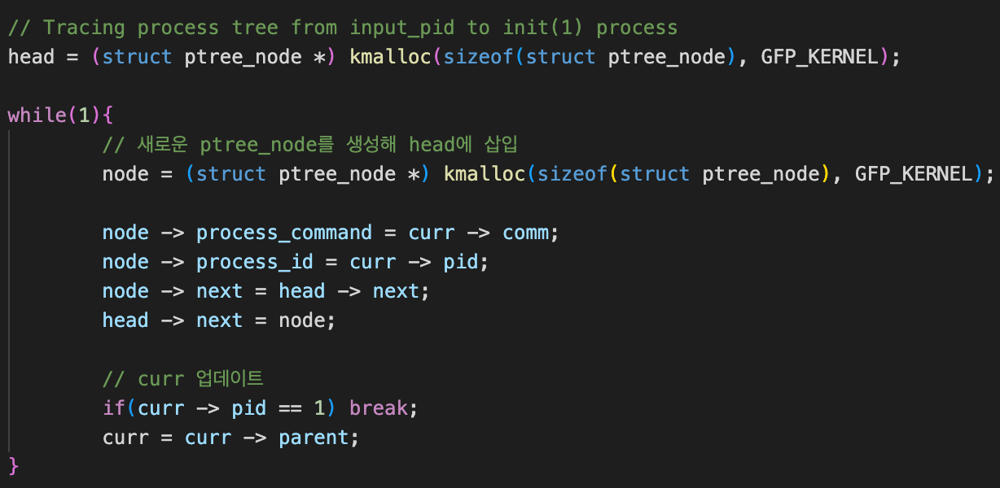 // Tracing process tree from input_pid to init(1) process
head = (struct ptree_node *) kmalloc(sizeof(struct ptree_node), GFP_KERNEL);
while(1){
// 새로운 ptree_node를 생성해 head에 삽입
node = (struct ptree_node *) kmalloc(sizeof(struct ptree_node), GFP_KERNEL);
node -> process_command = curr -> comm;
node -> process_id = curr -> pid;
node -> next = head -> next;
head -> next = node;
// curr 업데이트
if(curr -> pid == 1) break;
curr = curr -> parent;
}